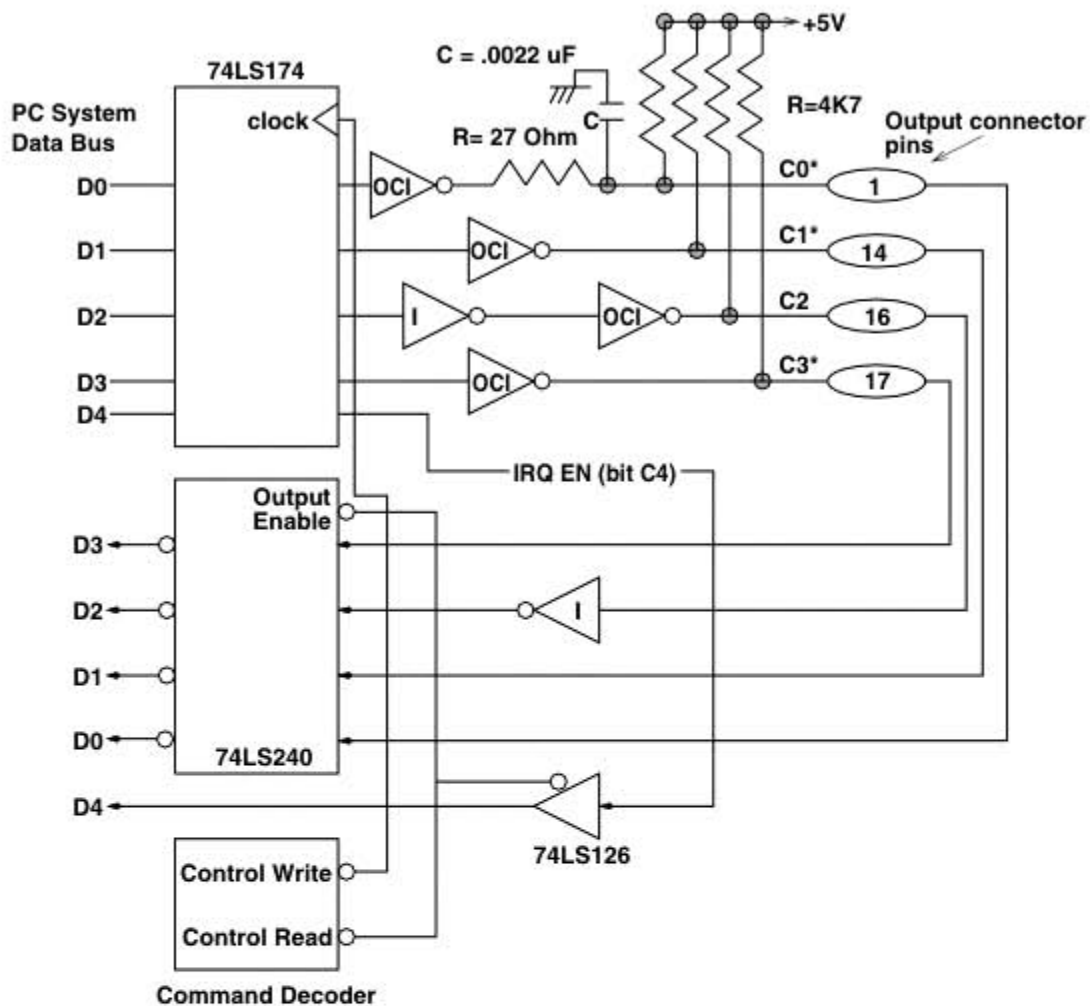 +5V
C = .0022 uF
74LS174
PC System
Data Bus
clock
C
R=4K7
R= 27 Ohm
Output connector
pins
D0
OCI
C0*
1
D1
OCI
C1*
14
D2
I
OCI
C2
16
D3
OCI
C3*
17
D4
IRQ EN (bit C4)
Output
Enable
D3
D2
I
D1
D0
74LS240
D4
74LS126
Control Write
Control Read
Command Decoder